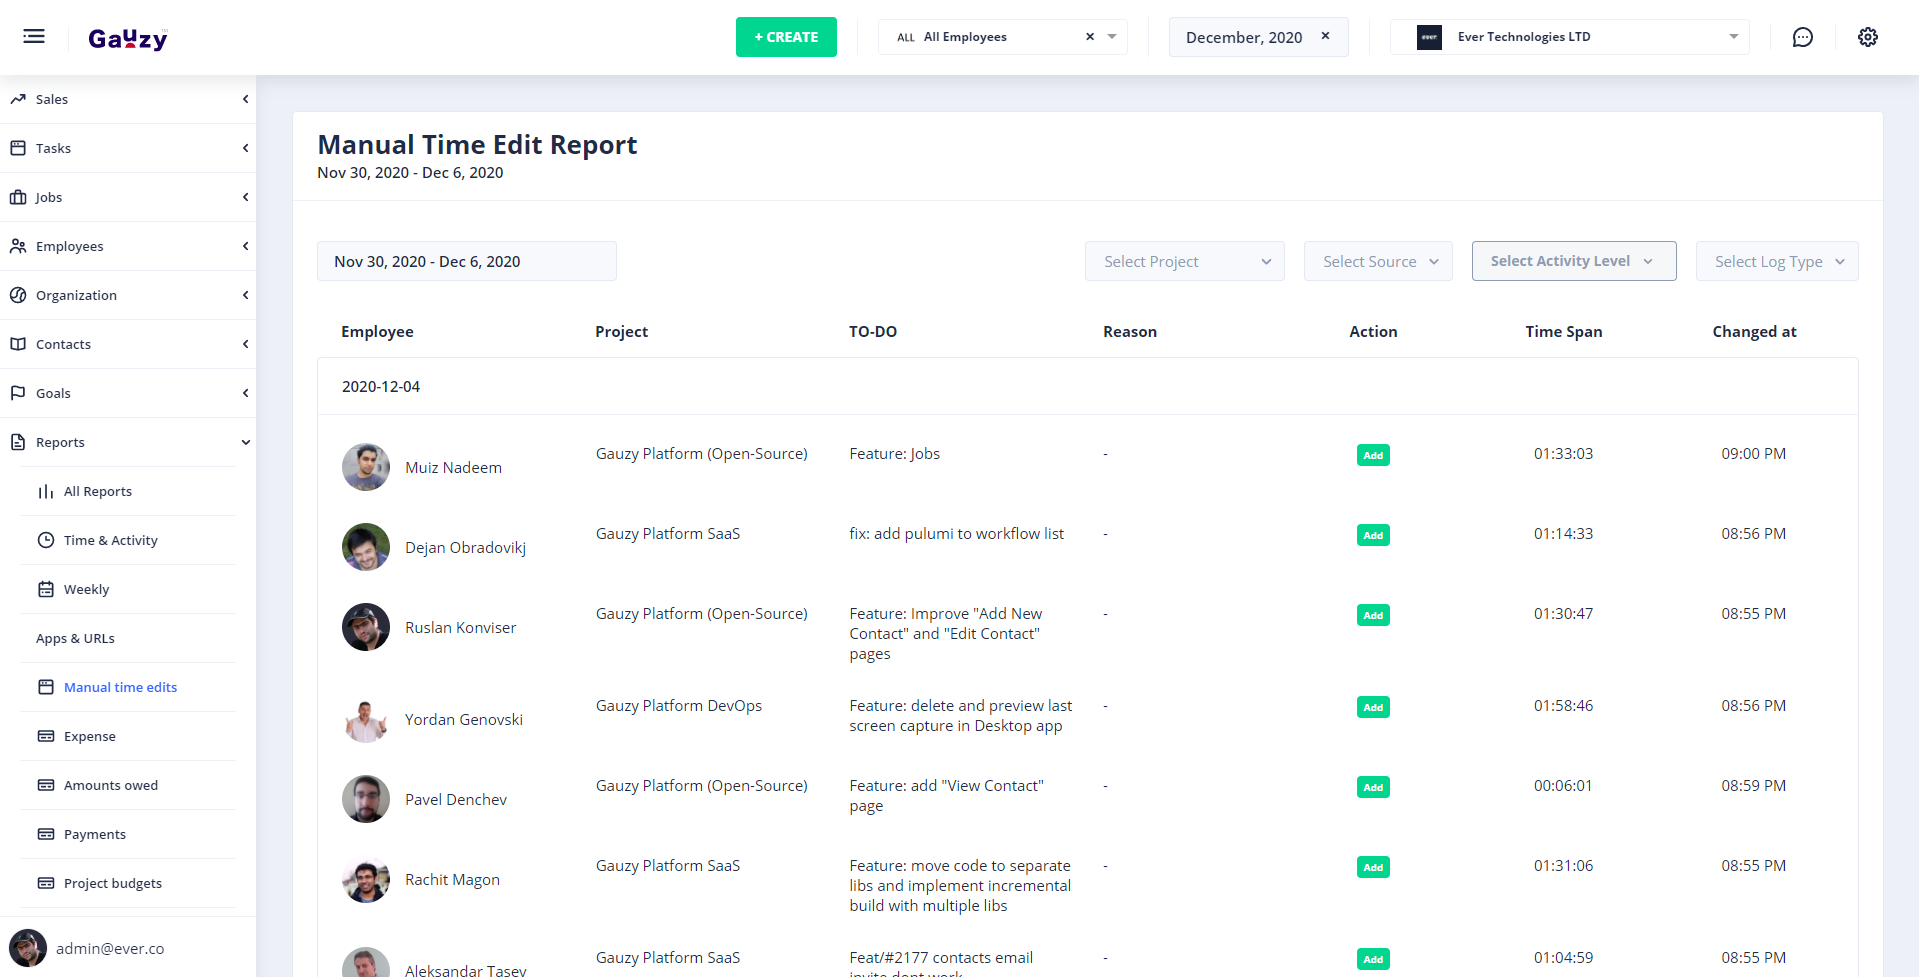 Gauzy
+ CREATE
ALL All Employees ×
December, 2020 ×
ever. Ever Technologies LTD
Sales
Tasks
Jobs
Employees
Organization
Contacts
Goals
Reports
All Reports
Time & Activity
Weekly
Apps & URLs
Manual time edits
Expense
Amounts owed
Payments
Project budgets
admin@ever.co
Manual Time Edit Report
Nov 30, 2020 - Dec 6, 2020
Nov 30, 2020 - Dec 6, 2020
Select Project
Select Source
Select Activity Level
Select Log Type
Employee Project TO-DO Reason Action Time Span Changed at
2020-12-04
Muiz Nadeem Gauzy Platform (Open-Source) Feature: Jobs - Add 01:33:03 09:00 PM
Dejan Obradovikj Gauzy Platform SaaS fix: add pulumi to workflow list - Add 01:14:33 08:56 PM
Ruslan Konviser Gauzy Platform (Open-Source) Feature: Improve "Add New - Add 01:30:47 08:55 PM
Contact" and "Edit Contact"
pages
Yordan Genovski Gauzy Platform DevOps Feature: delete and preview last - Add 01:58:46 08:56 PM
screen capture in Desktop app
Pavel Denchev Gauzy Platform (Open-Source) Feature: add "View Contact" - Add 00:06:01 08:59 PM
page
Rachit Magon Gauzy Platform SaaS Feature: move code to separate - Add 01:31:06 08:55 PM
libs and implement incremental
build with multiple libs
Aleksandar Tasev Gauzy Platform SaaS Feat/#2177 contacts email - Add 01:04:59 08:55 PM
invite dont work